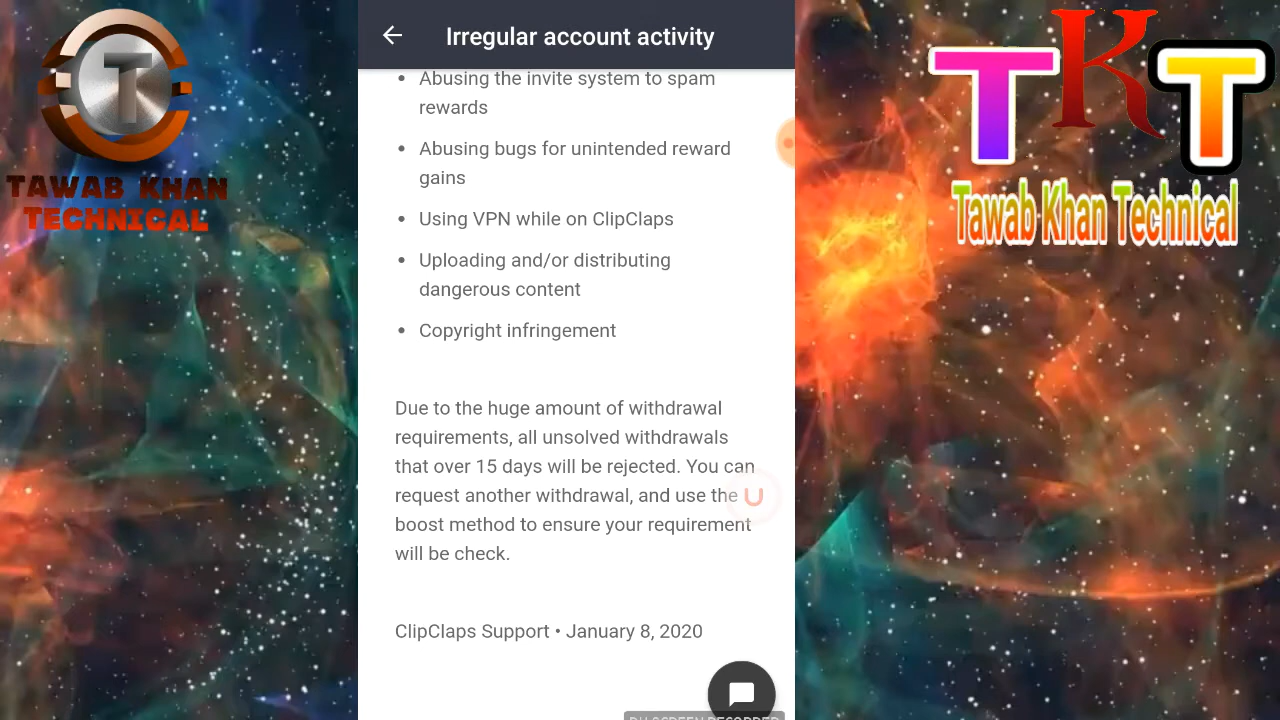 Irregular account activity
• Abusing the invite system to spam
rewards
• Abusing bugs for unintended reward
gains
• Using VPN while on ClipClaps
• Uploading and/or distributing
dangerous content
• Copyright infringement
Due to the huge amount of withdrawal
requirements, all unsolved withdrawals
that over 15 days will be rejected. You can
request another withdrawal, and use the
boost method to ensure your requirement
will be check.
ClipClaps Support • January 8, 2020
T
TAWAB KHAN
TECHNICAL
TKT
Tawab Khan Technical
U
DU SCREEN RECORDER